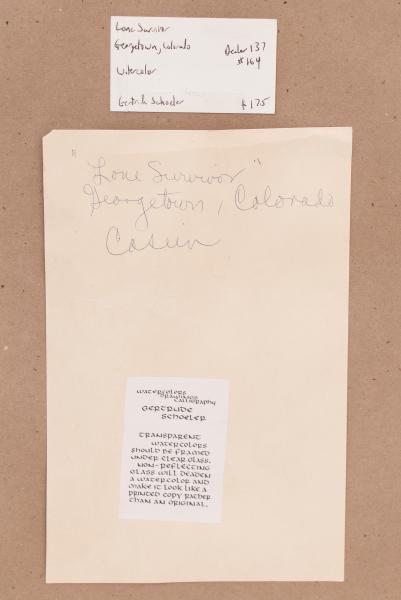 Lone Survivor
Georgetown, Colorado Dealer 137
#164
Watercolor
Gertrude Schoeler $175
"Lone Survivor"
Georgetown, Colorado
Casein
WATERCOLORS
DRAWINGS
CALLIGRAPHY
GERTRUDE
SCHOELER
TRANSPARENT
WATERCOLORS
SHOULD BE FRAMED
UNDER CLEAR GLASS.
NON-REFLECTING
GLASS WILL DEADEN
A WATERCOLOR AND
MAKE IT LOOK LIKE A
PRINTED COPY RATHER
THAN AN ORIGINAL.